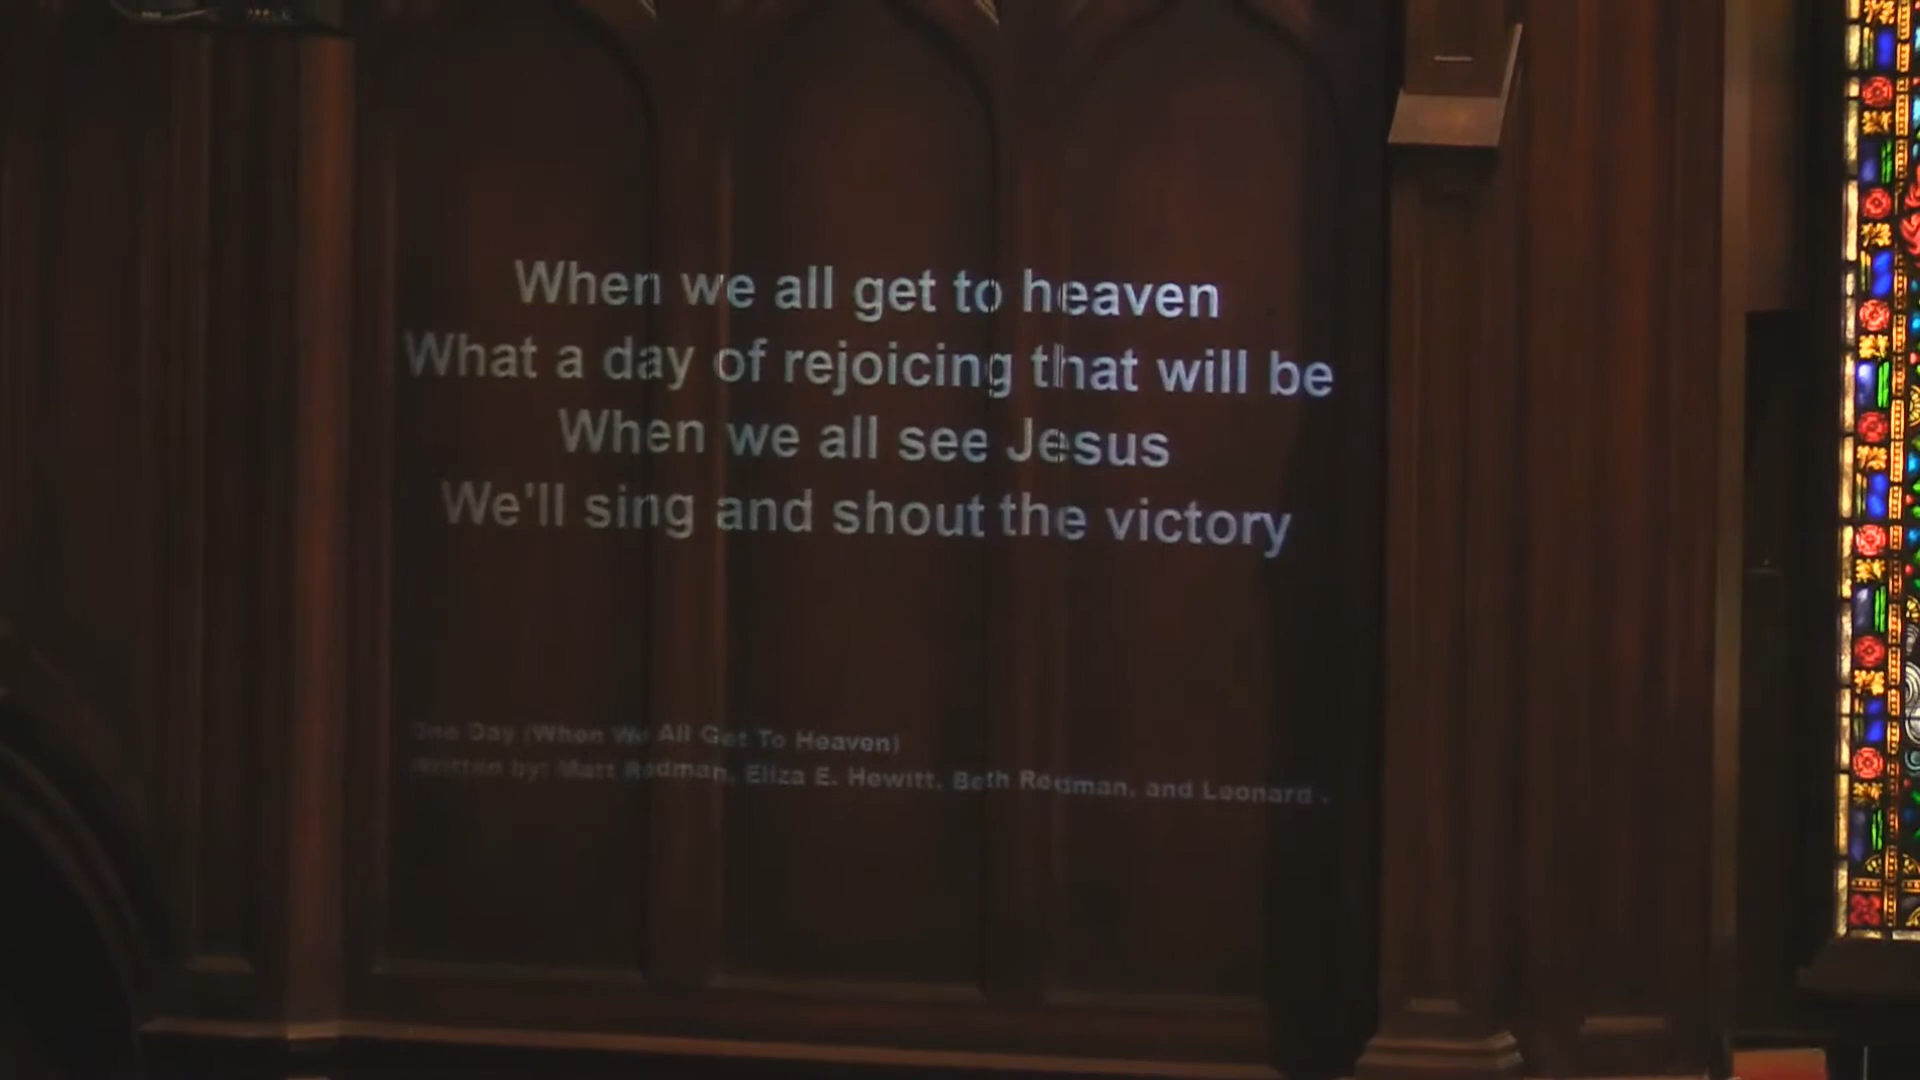 When we all get to heaven
What a day of rejoicing that will be
When we all see Jesus
We'll sing and shout the victory
One Day (When We All Get To Heaven)
written by: Matt Redman, Eliza E. Hewitt, Beth Redman, and Leonard